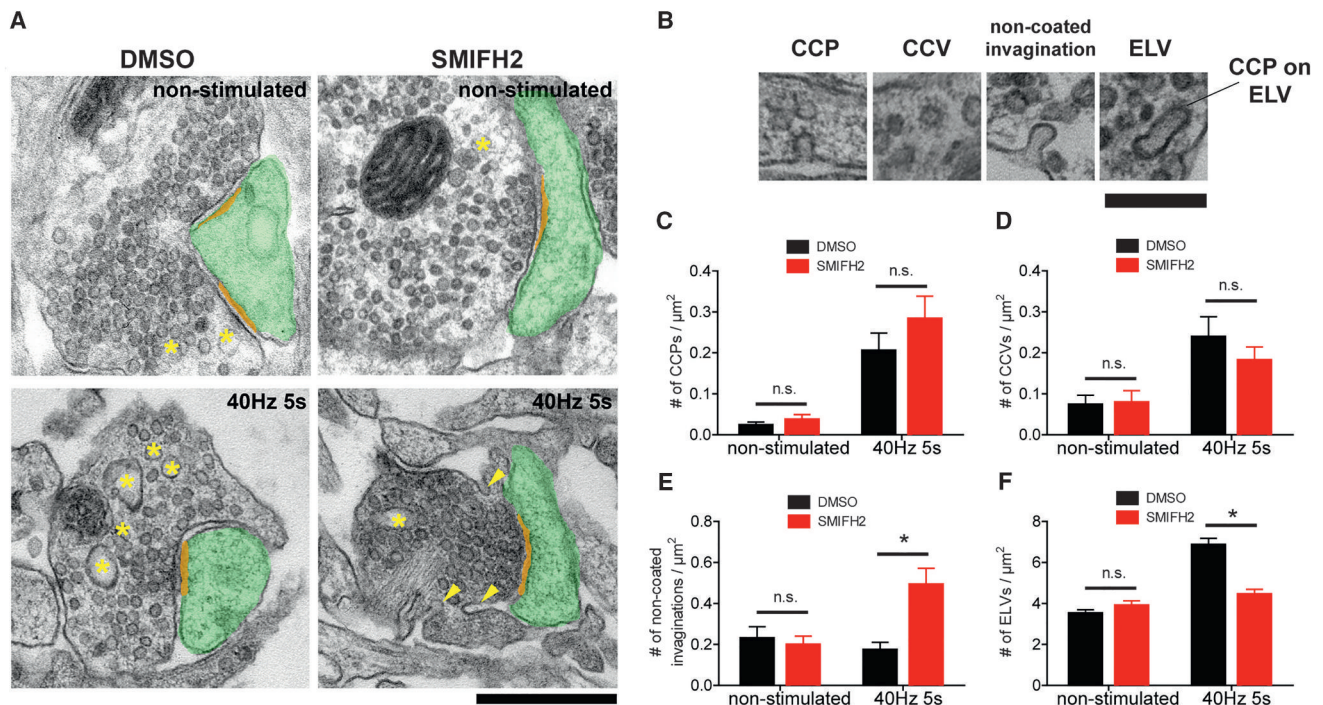 A
DMSO
SMIFH2
non-stimulated
non-stimulated
40Hz 5s
40Hz 5s
B
CCP
CCV
non-coated
invagination
ELV
CCP on
ELV
C
DMSO
SMIFH2
# of CCPs / µm²
0.4
0.3
0.2
0.1
0.0
n.s.
n.s.
non-stimulated
40Hz 5s
D
DMSO
SMIFH2
# of CCVs / µm²
0.4
0.3
0.2
0.1
0.0
n.s.
n.s.
non-stimulated
40Hz 5s
E
DMSO
SMIFH2
# of non-coated
invaginations / µm²
0.8
0.6
0.4
0.2
0.0
n.s.
*
non-stimulated
40Hz 5s
F
DMSO
SMIFH2
# of ELVs / µm²
8
6
4
2
0
n.s.
*
non-stimulated
40Hz 5s